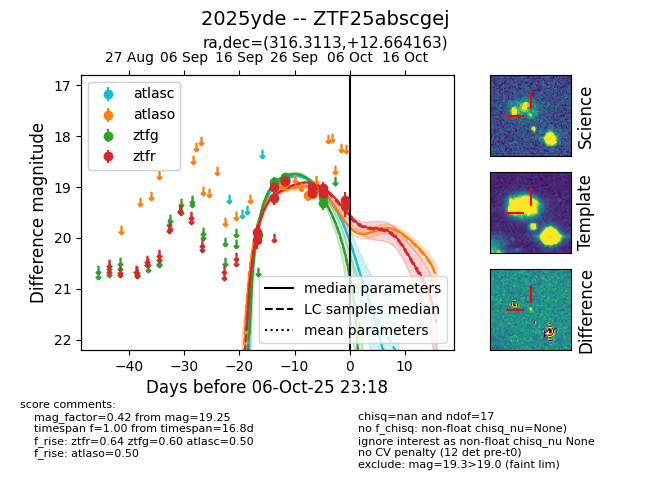 2025yde -- ZTF25abscgej
ra,dec=(316.3113,+12.664163)
27 Aug 06 Sep 16 Sep 26 Sep 06 Oct 16 Oct
17
18
19
20
21
22
Difference magnitude
atlasc
atlaso
ztfg
ztfr
median parameters
LC samples median
mean parameters
−40 −30 −20 −10 0 10
Days before 06-Oct-25 23:18
Science
Template
Difference
score comments:
mag_factor=0.42 from mag=19.25
timespan f=1.00 from timespan=16.8d
f_rise: ztfr=0.64 ztfg=0.60 atlasc=0.50
f_rise: atlaso=0.50
chisq=nan and ndof=17
no f_chisq: non-float chisq_nu=None)
ignore interest as non-float chisq_nu None
no CV penalty (12 det pre-t0)
exclude: mag=19.3>19.0 (faint lim)